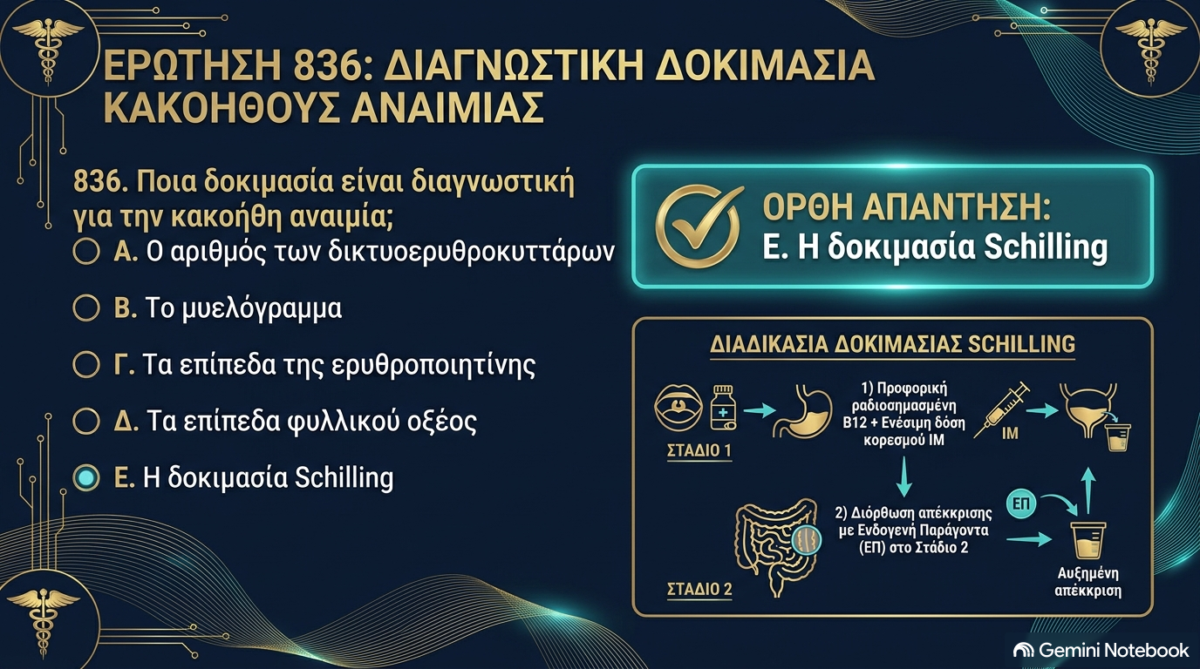 ΕΡΩΤΗΣΗ 836: ΔΙΑΓΝΩΣΤΙΚΗ ΔΟΚΙΜΑΣΙΑ
ΚΑΚΟΗΘΟΥΣ ΑΝΑΙΜΙΑΣ
836. Ποια δοκιμασία είναι διαγνωστική
για την κακοήθη αναιμία;
Α. Ο αριθμός των δικτυοερυθροκυττάρων
Β. Το μυελόγραμμα
Γ. Τα επίπεδα της ερυθροποιητίνης
Δ. Τα επίπεδα φυλλικού οξέος
Ε. Η δοκιμασία Schilling
ΟΡΘΗ ΑΠΑΝΤΗΣΗ:
Ε. Η δοκιμασία Schilling
ΔΙΑΔΙΚΑΣΙΑ ΔΟΚΙΜΑΣΙΑΣ SCHILLING
ΣΤΑΔΙΟ 1
1) Προφορική
ραδιοσημασμένη
B12 + Ενέσιμη δόση
κορεσμού IM
IM
ΣΤΑΔΙΟ 2
2) Διόρθωση απέκκρισης
με Ενδογενή Παράγοντα
(ΕΠ) στο Στάδιο 2
ΕΠ
Αυξημένη
απέκκριση
Gemini Notebook